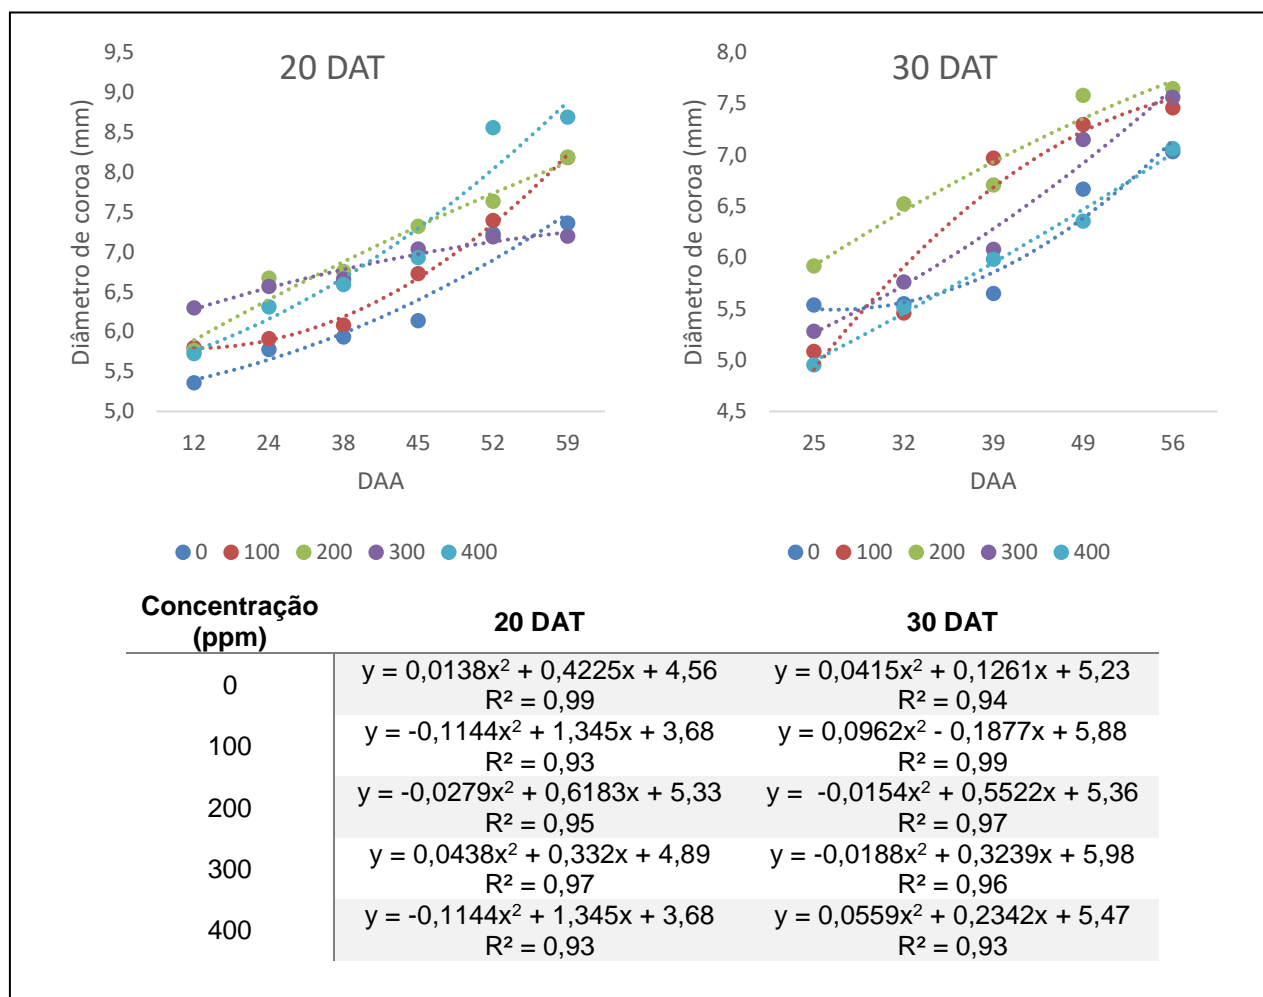 20 DAT
Diâmetro de coroa (mm)
9,5
9,0
8,5
8,0
7,5
7,0
6,5
6,0
5,5
5,0
12 24 38 45 52 59
DAA
0 100 200 300 400
30 DAT
Diâmetro de coroa (mm)
8,0
7,5
7,0
6,5
6,0
5,5
5,0
4,5
25 32 39 49 56
DAA
0 100 200 300 400
Concentração
(ppm)
20 DAT
30 DAT
0
y = 0,0138x² + 0,4225x + 4,56
R² = 0,99
y = 0,0415x² + 0,1261x + 5,23
R² = 0,94
100
y = -0,1144x² + 1,345x + 3,68
R² = 0,93
y = 0,0962x² - 0,1877x + 5,88
R² = 0,99
200
y = -0,0279x² + 0,6183x + 5,33
R² = 0,95
y = -0,0154x² + 0,5522x + 5,36
R² = 0,97
300
y = 0,0438x² + 0,332x + 4,89
R² = 0,97
y = -0,0188x² + 0,3239x + 5,98
R² = 0,96
400
y = -0,1144x² + 1,345x + 3,68
R² = 0,93
y = 0,0559x² + 0,2342x + 5,47
R² = 0,93